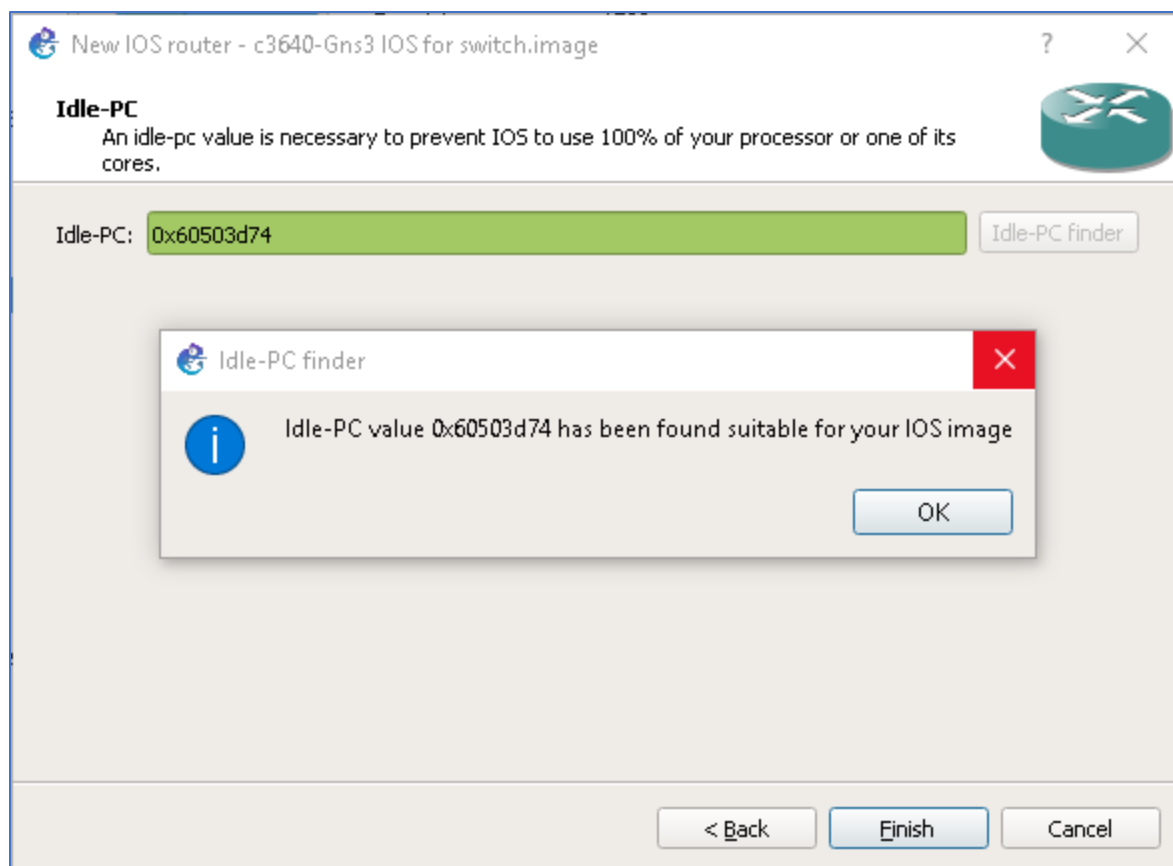 New IOS router - c3640-Gns3 IOS for switch.image
?
Idle-PC
An idle-pc value is necessary to prevent IOS to use 100% of your processor or one of its
cores.
Idle-PC: 0x60503d74 Idle-PC finder
Idle-PC finder
Idle-PC value 0x60503d74 has been found suitable for your IOS image
OK
< Back Finish Cancel